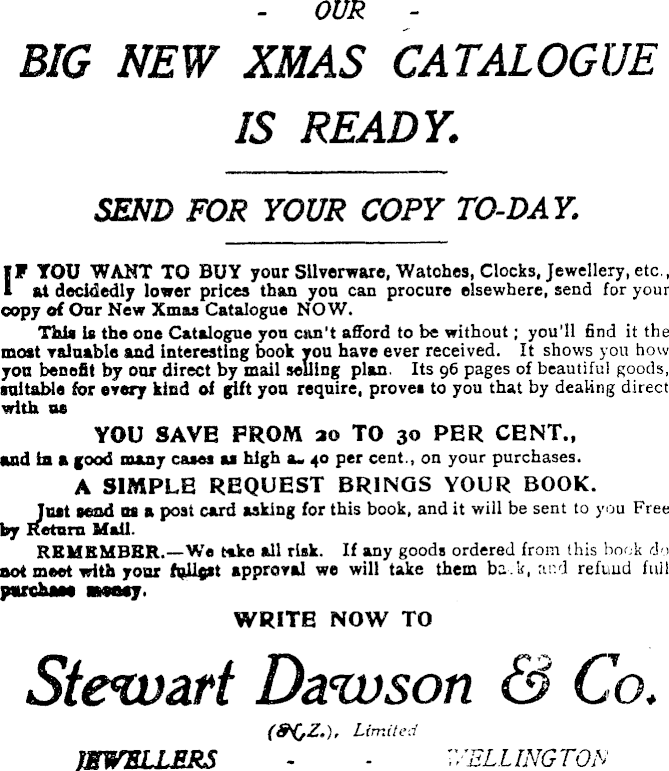 - OUR -
BIG NEW XMAS CATALOGUE
IS READY.
SEND FOR YOUR COPY TO-DAY.
IF YOU WANT TO BUY your Silverware, Watches, Clocks, Jewellery, etc.,
at decidedly lower prices than you can procure elsewhere, send for your
copy of Our New Xmas Catalogue NOW.
This is the one Catalogue you can't afford to be without ; you'll find it the
most valuable and interesting book you have ever received. It shows you how
you benefit by our direct by mail selling plan. Its 96 pages of beautiful goods,
suitable for every kind of gift you require, proves to you that by dealing direct
with us
YOU SAVE FROM 20 TO 30 PER CENT.,
and in a good many cases as high as 40 per cent., on your purchases.
A SIMPLE REQUEST BRINGS YOUR BOOK.
Just send us a post card asking for this book, and it will be sent to you Free
by Return Mail.
REMEMBER.—We take all risk. If any goods ordered from this book do
not meet with your fullest approval we will take them back, and refund full
purchase money.
WRITE NOW TO
Stewart Dawson & Co.
(N.Z.), Limited
JEWELLERS - - WELLINGTON